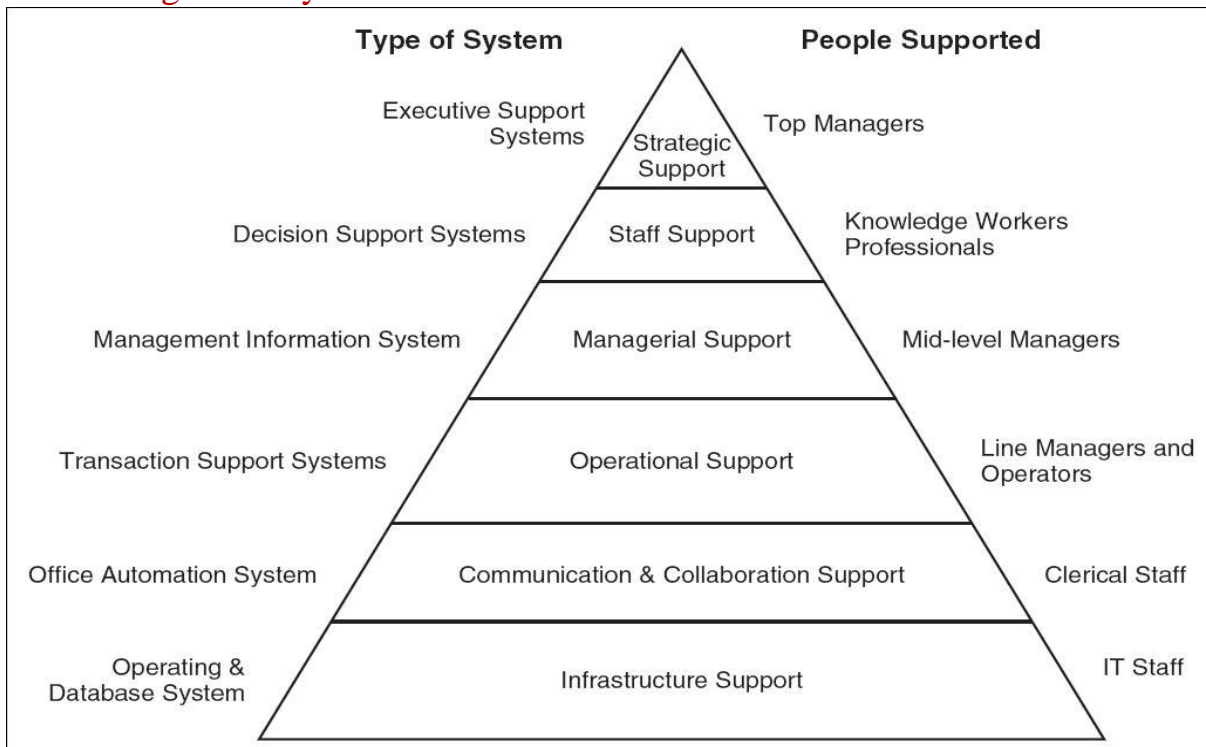 Type of System
People Supported
Executive Support
Systems
Strategic
Support
Top Managers
Decision Support Systems
Staff Support
Knowledge Workers
Professionals
Management Information System
Managerial Support
Mid-level Managers
Transaction Support Systems
Operational Support
Line Managers and
Operators
Office Automation System
Communication & Collaboration Support
Clerical Staff
Operating &
Database System
Infrastructure Support
IT Staff